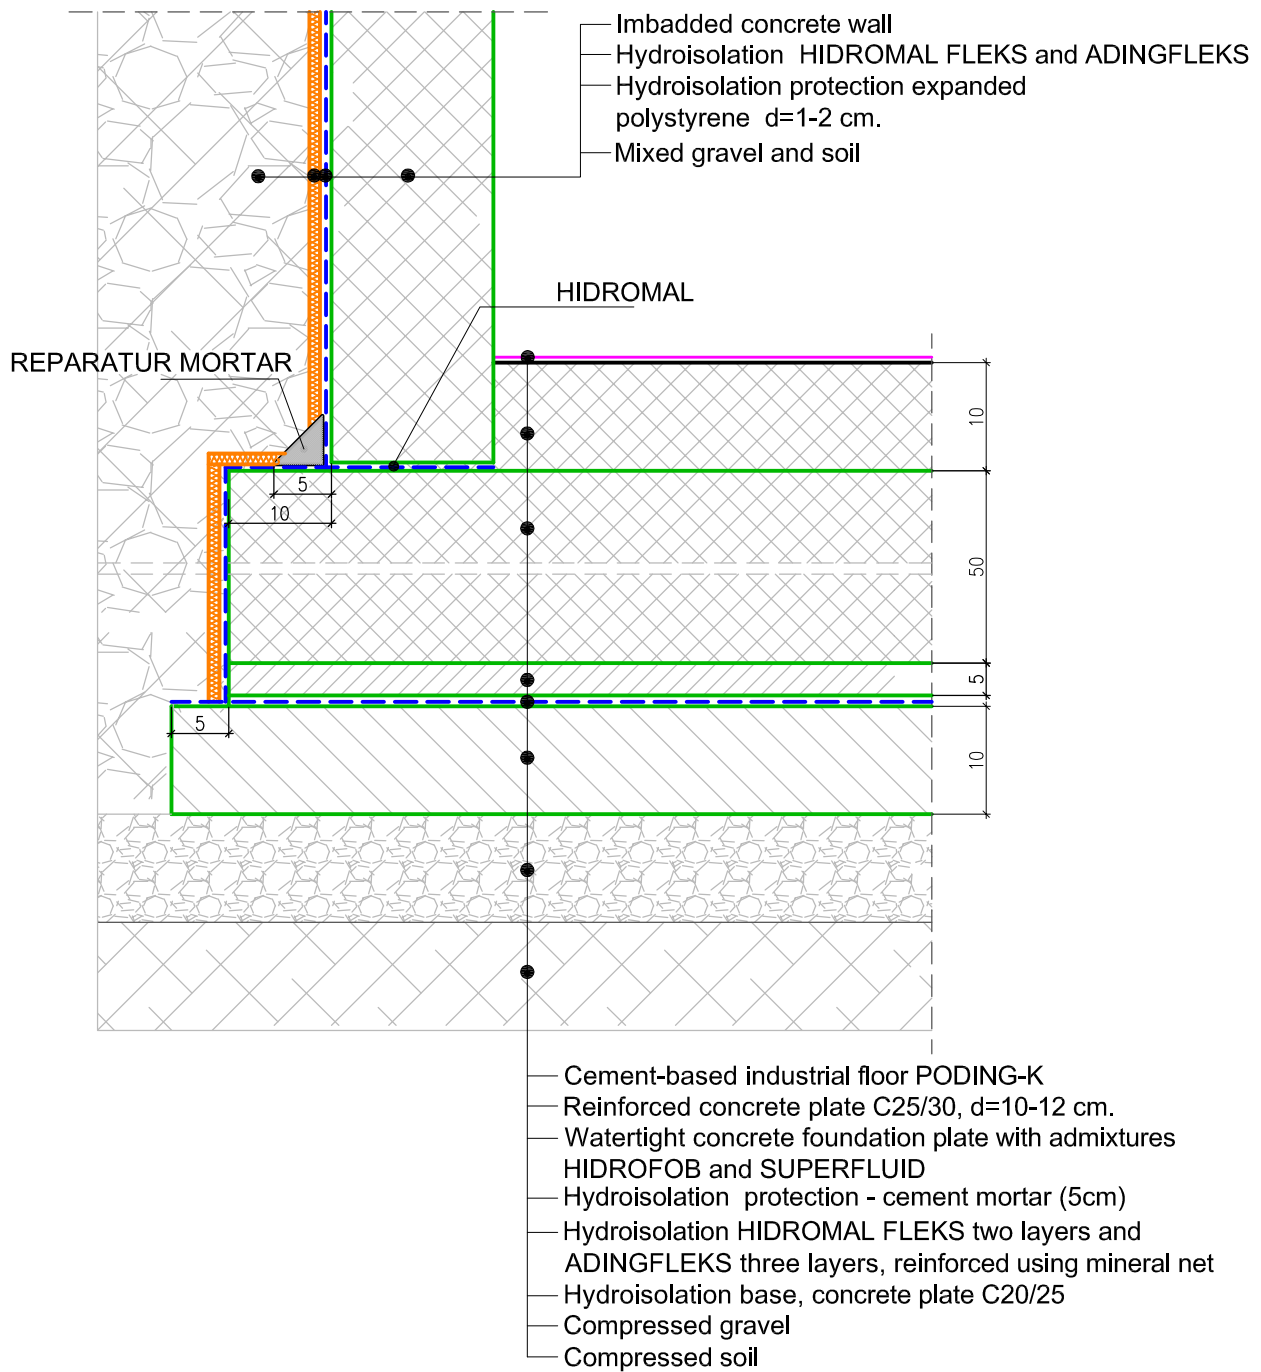 Imbadded concrete wall
Hydroisolation HIDROMAL FLEKS and ADINGFLEKS
Hydroisolation protection expanded
polystyrene d=1-2 cm.
Mixed gravel and soil
HIDROMAL
REPARATUR MORTAR
10
5
10
50
5
5
10
Cement-based industrial floor PODING-K
Reinforced concrete plate C25/30, d=10-12 cm.
Watertight concrete foundation plate with admixtures
HIDROFOB and SUPERFLUID
Hydroisolation protection - cement mortar (5cm)
Hydroisolation HIDROMAL FLEKS two layers and
ADINGFLEKS three layers, reinforced using mineral net
Hydroisolation base, concrete plate C20/25
Compressed gravel
Compressed soil